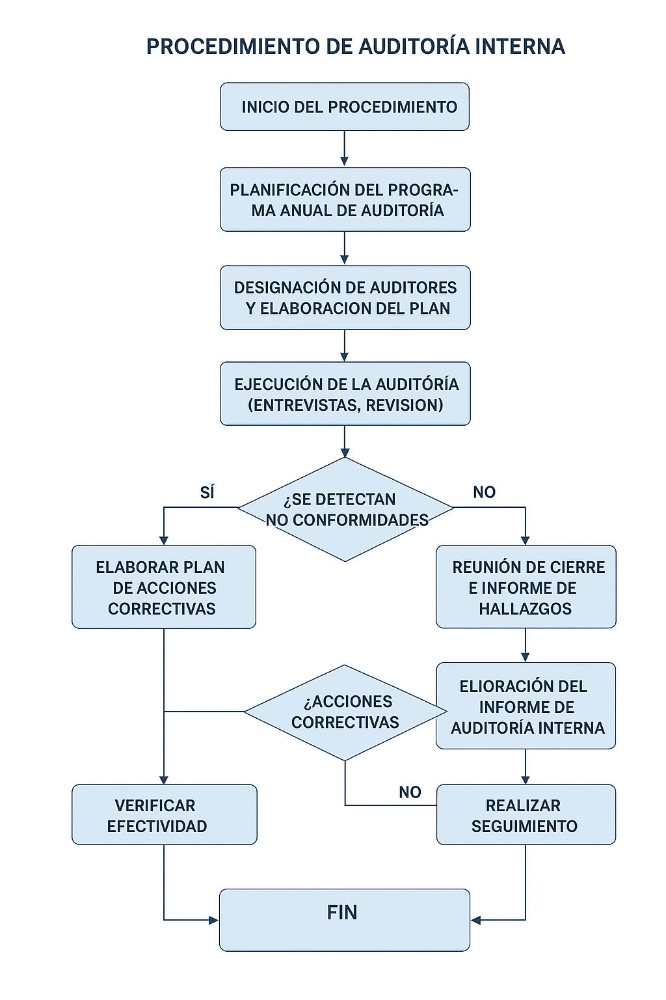 PROCEDIMIENTO DE AUDITORÍA INTERNA
INICIO DEL PROCEDIMIENTO
PLANIFICACIÓN DEL PROGRA-
MA ANUAL DE AUDITORÍA
DESIGNACIÓN DE AUDITORES
Y ELABORACION DEL PLAN
EJECUCIÓN DE LA AUDITÓRÍA
(ENTREVISTAS, REVISION)
¿SE DETECTAN
NO CONFORMIDADES
SÍ
NO
ELABORAR PLAN
DE ACCIONES
CORRECTIVAS
REUNIÓN DE CIERRE
E INFORME DE
HALLAZGOS
¿ACCIONES
CORRECTIVAS
ELIORACIÓN DEL
INFORME DE
AUDITORÍA INTERNA
NO
VERIFICAR
EFECTIVIDAD
REALIZAR
SEGUIMIENTO
FIN